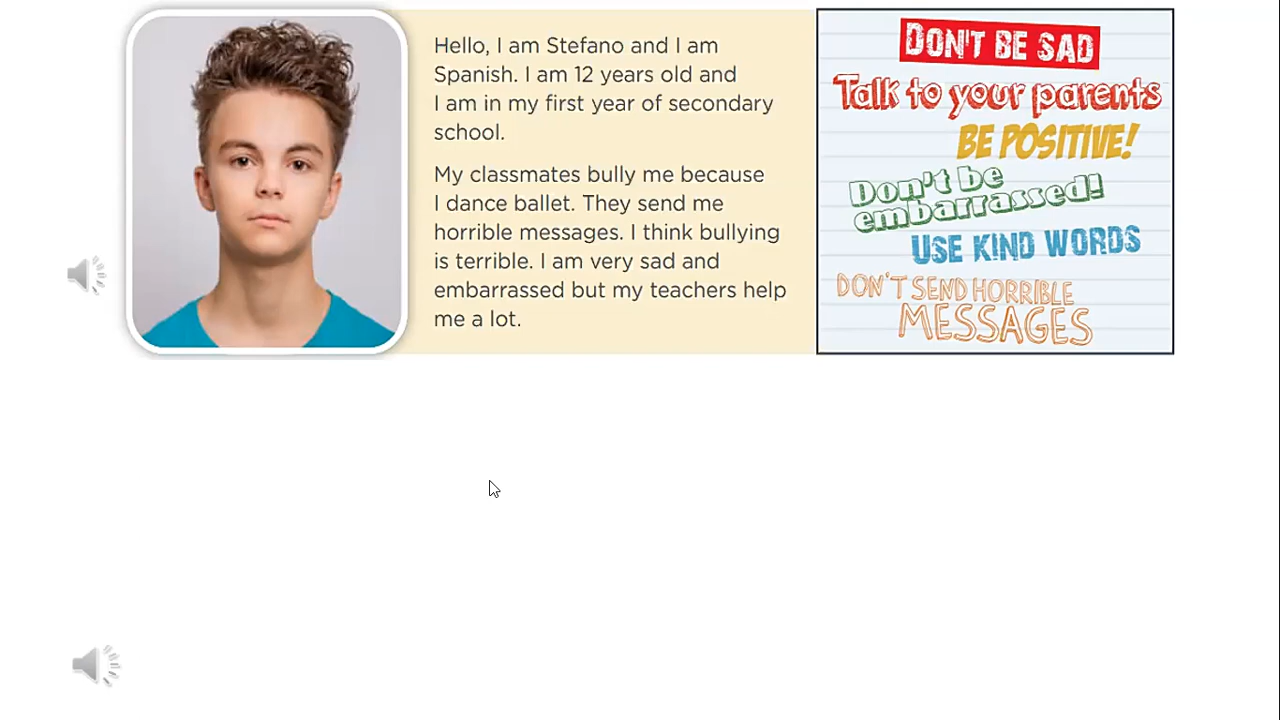 Hello, I am Stefano and I am
Spanish. I am 12 years old and
I am in my first year of secondary
school.
My classmates bully me because
I dance ballet. They send me
horrible messages. I think bullying
is terrible. I am very sad and
embarrassed but my teachers help
me a lot.
DON'T BE SAD
Talk to your parents
BE POSITIVE!
Don't be
embarrassed!
USE KIND WORDS
DON'T SEND HORRIBLE
MESSAGES